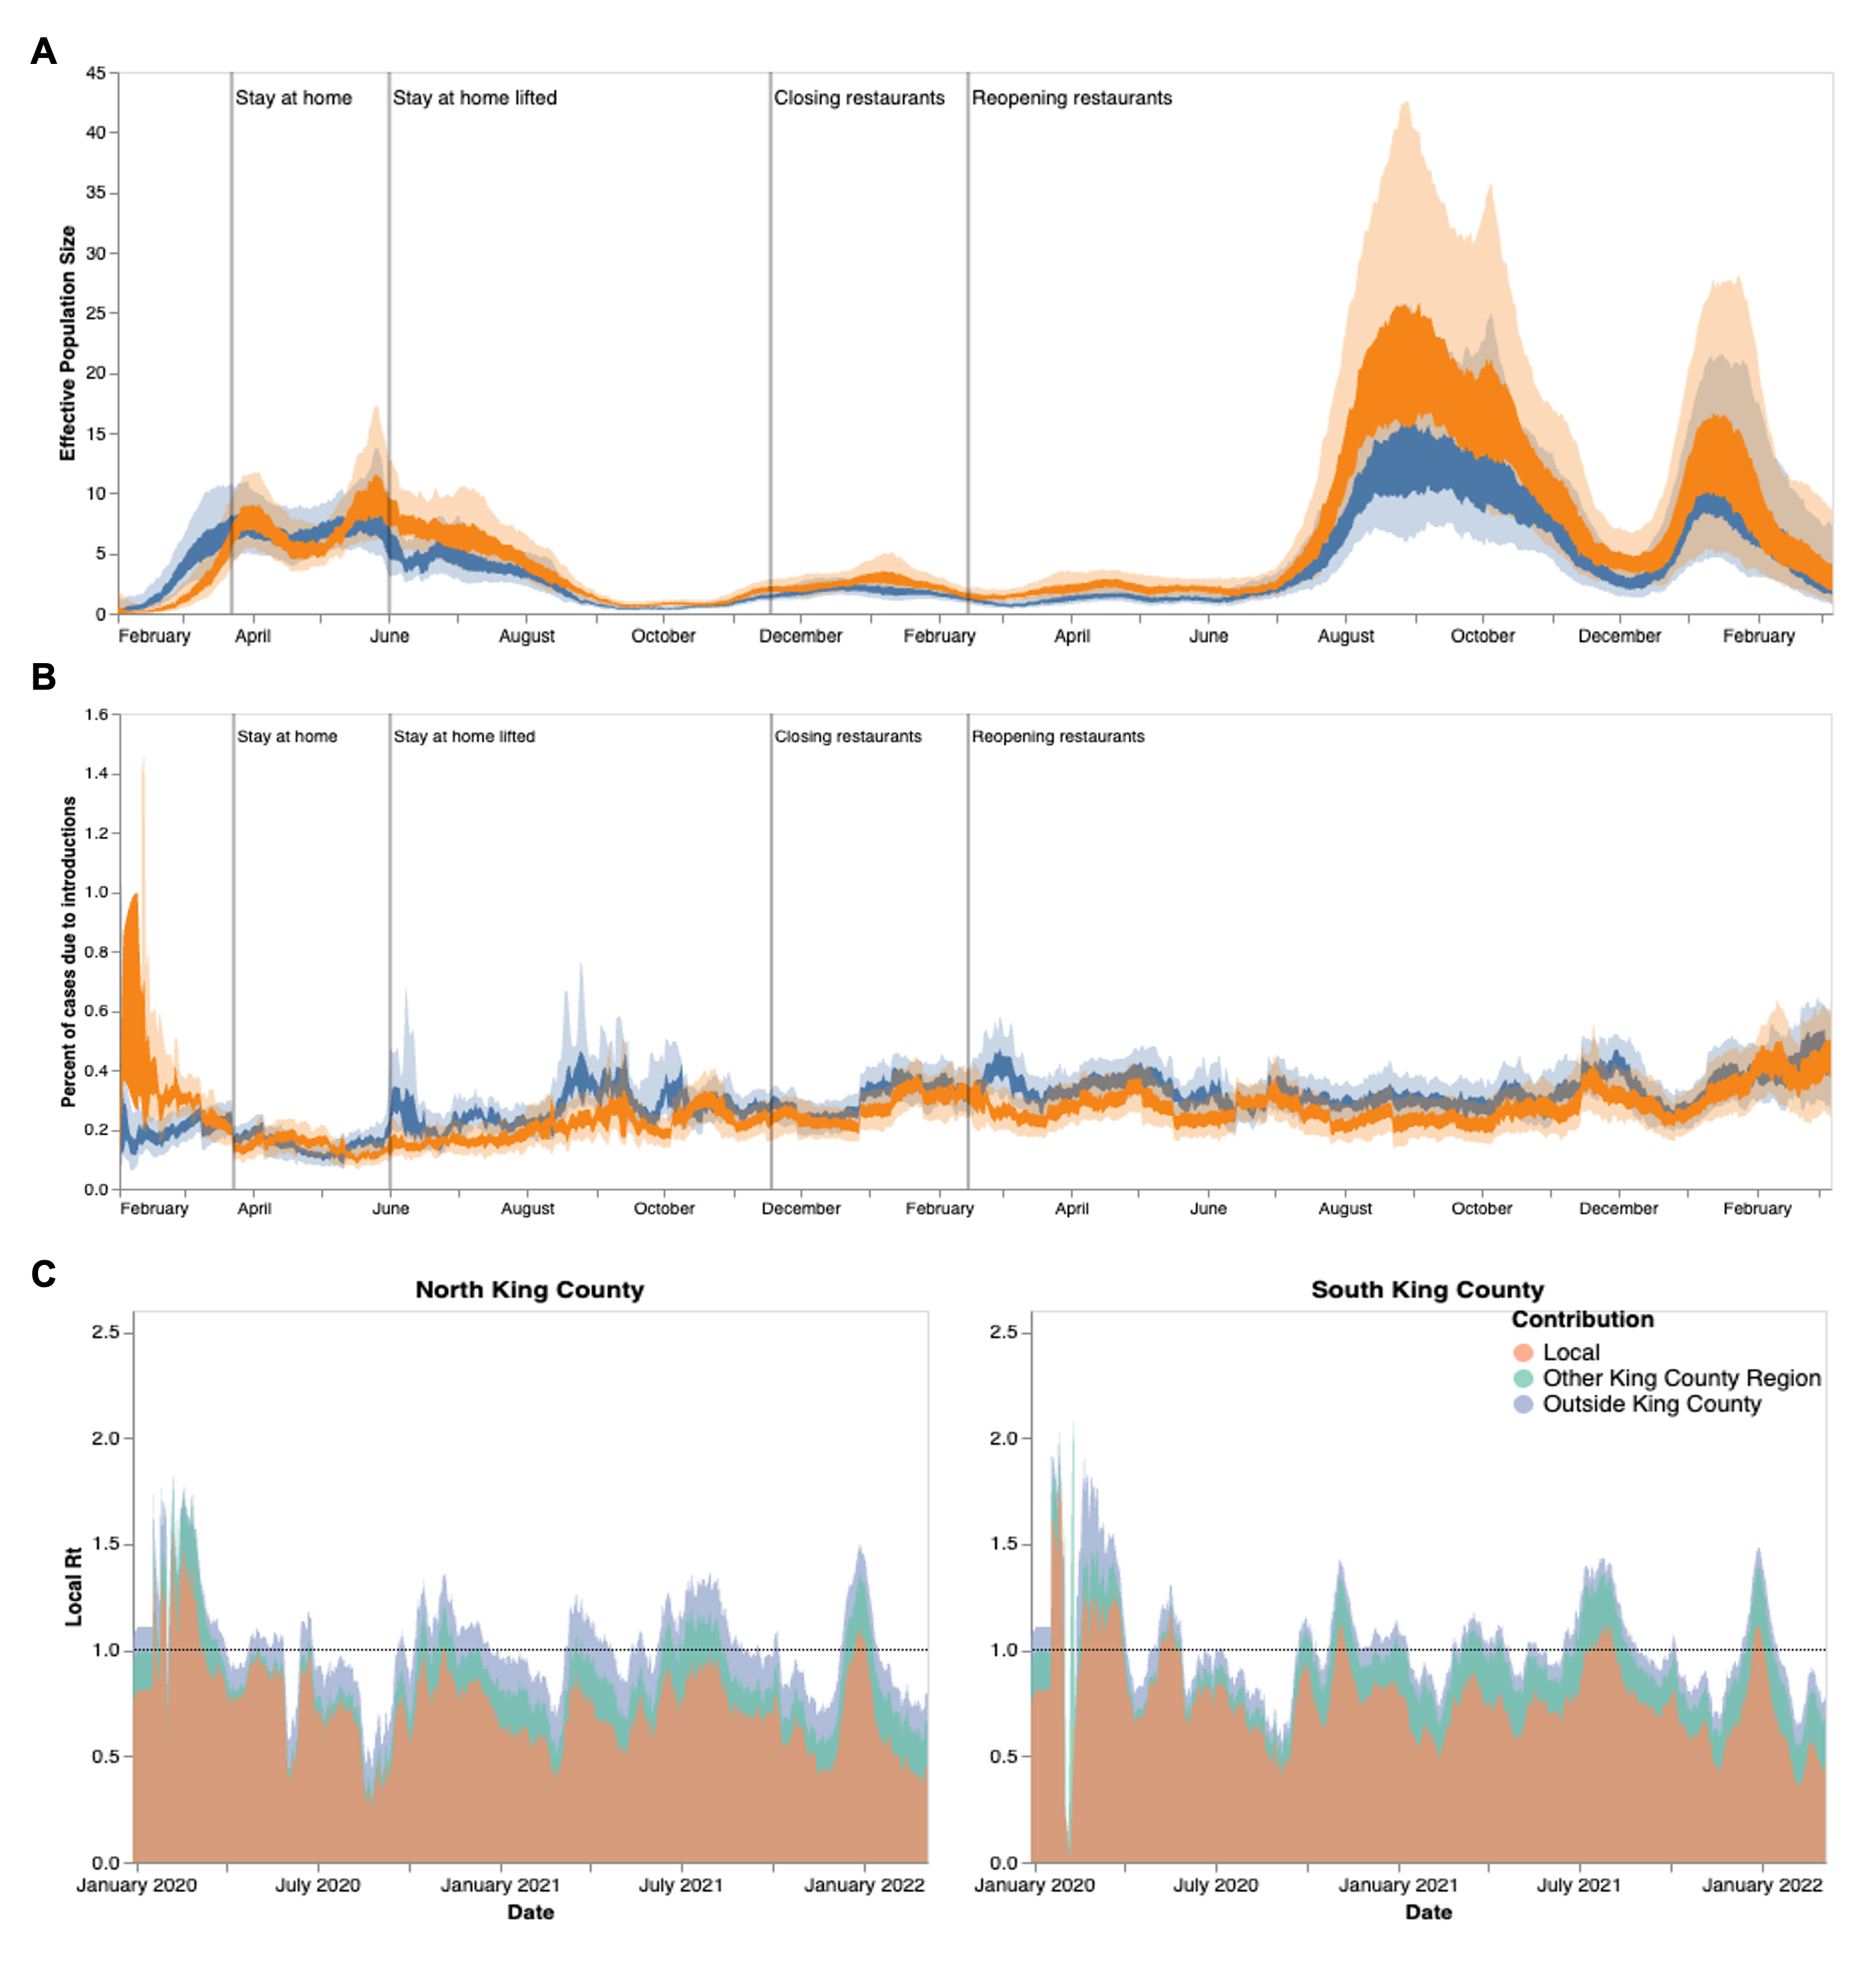 A
45
40
35
30
25
20
15
10
5
0
Effective Population Size
Stay at home
Stay at home lifted
Closing restaurants
Reopening restaurants
February April June August October December February April June August October December February
B
1.6
1.4
1.2
1.0
0.8
0.6
0.4
0.2
0.0
Percent of cases due to introductions
Stay at home
Stay at home lifted
Closing restaurants
Reopening restaurants
February April June August October December February April June August October December February
C
North King County
2.5
2.0
1.5
1.0
0.5
0.0
Local Rt
January 2020 July 2020 January 2021 July 2021 January 2022
Date
South King County
Contribution
Local
Other King County Region
Outside King County
2.5
2.0
1.5
1.0
0.5
0.0
January 2020 July 2020 January 2021 July 2021 January 2022
Date